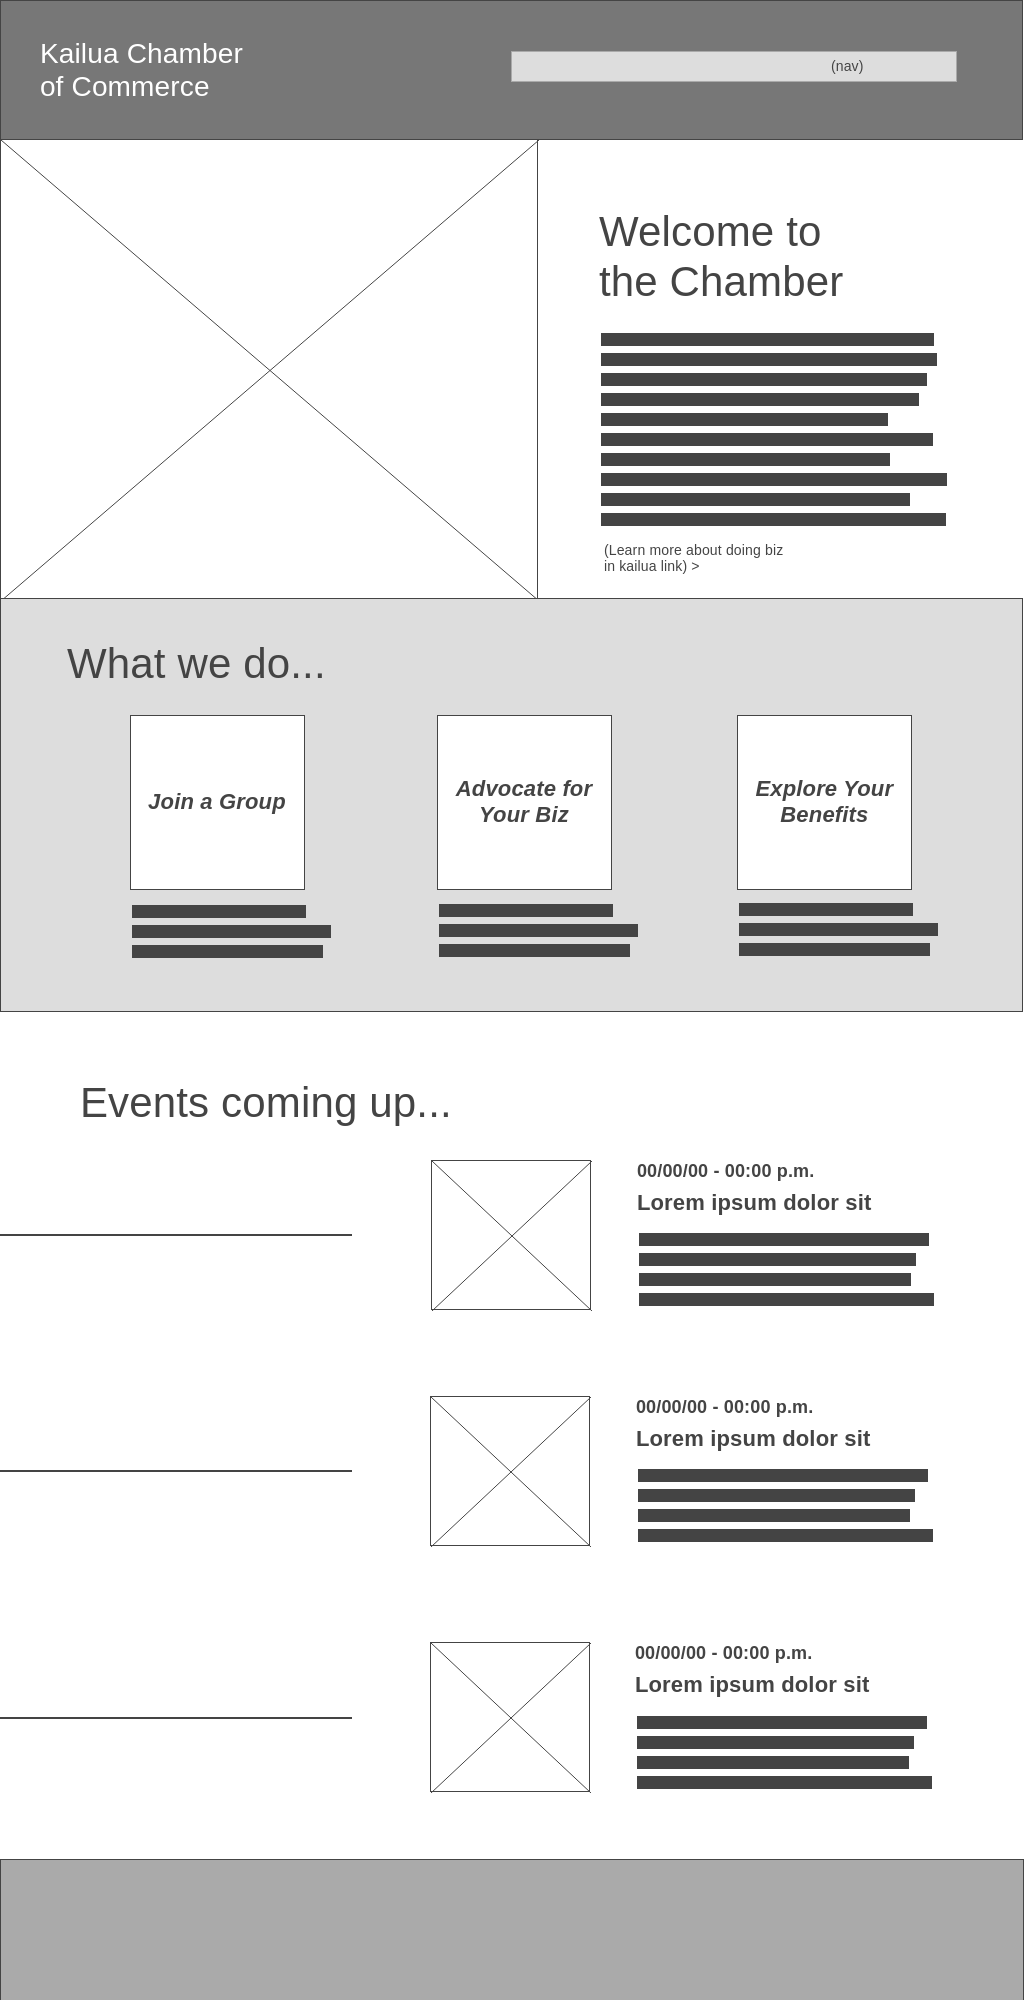 Kailua Chamber
of Commerce
(nav)
Welcome to
the Chamber
(Learn more about doing biz
in kailua link) >
What we do...
Join a Group
Advocate for
Your Biz
Explore Your
Benefits
Events coming up...
00/00/00 - 00:00 p.m.
Lorem ipsum dolor sit
00/00/00 - 00:00 p.m.
Lorem ipsum dolor sit
00/00/00 - 00:00 p.m.
Lorem ipsum dolor sit